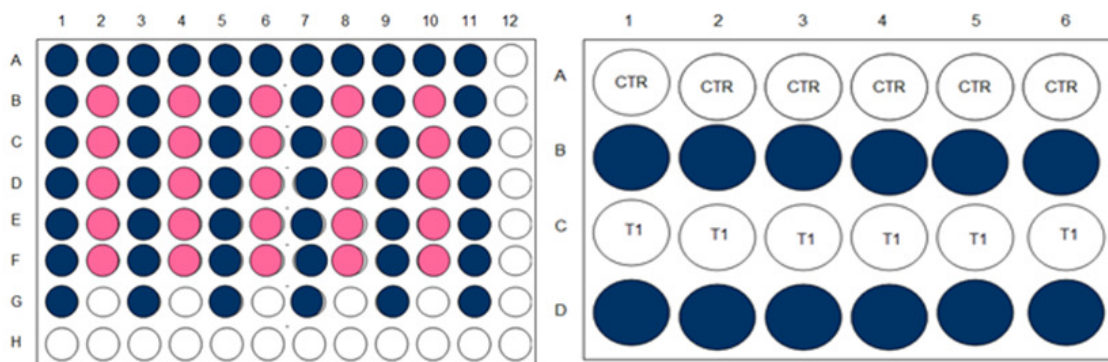 1 2 3 4 5 6 7 8 9 10 11 12
A
B
C
D
E
F
G
H
1 2 3 4 5 6
A CTR CTR CTR CTR CTR CTR
B
C T1 T1 T1 T1 T1 T1
D